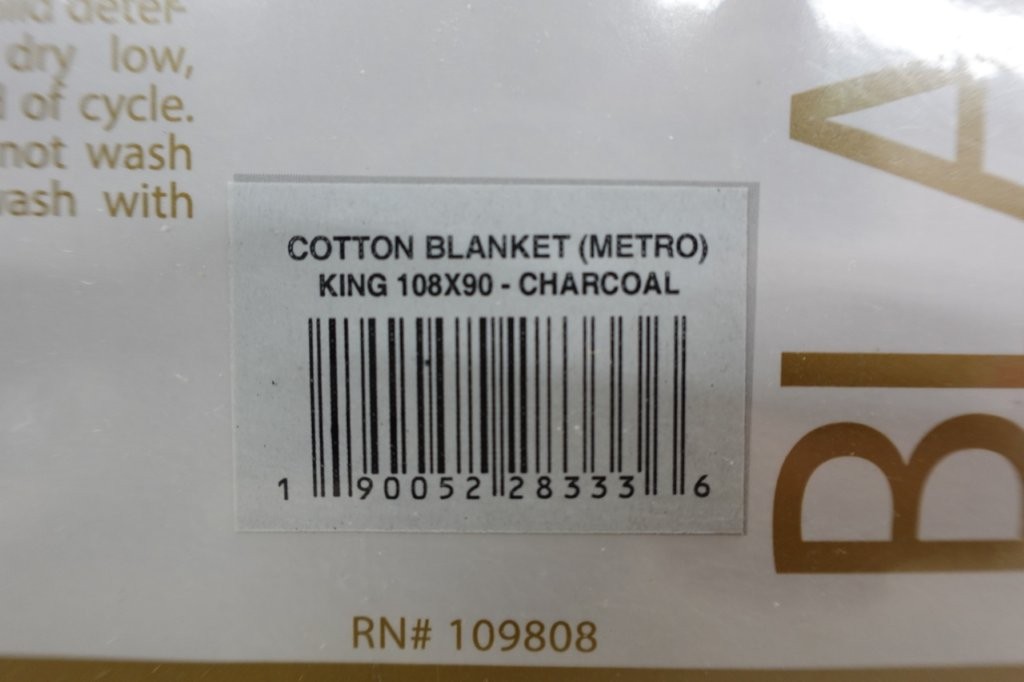 dry low,
of cycle.
not wash
with
COTTON BLANKET (METRO)
KING 108X90 - CHARCOAL
1 90052 28333 6
RN# 109808
BLA